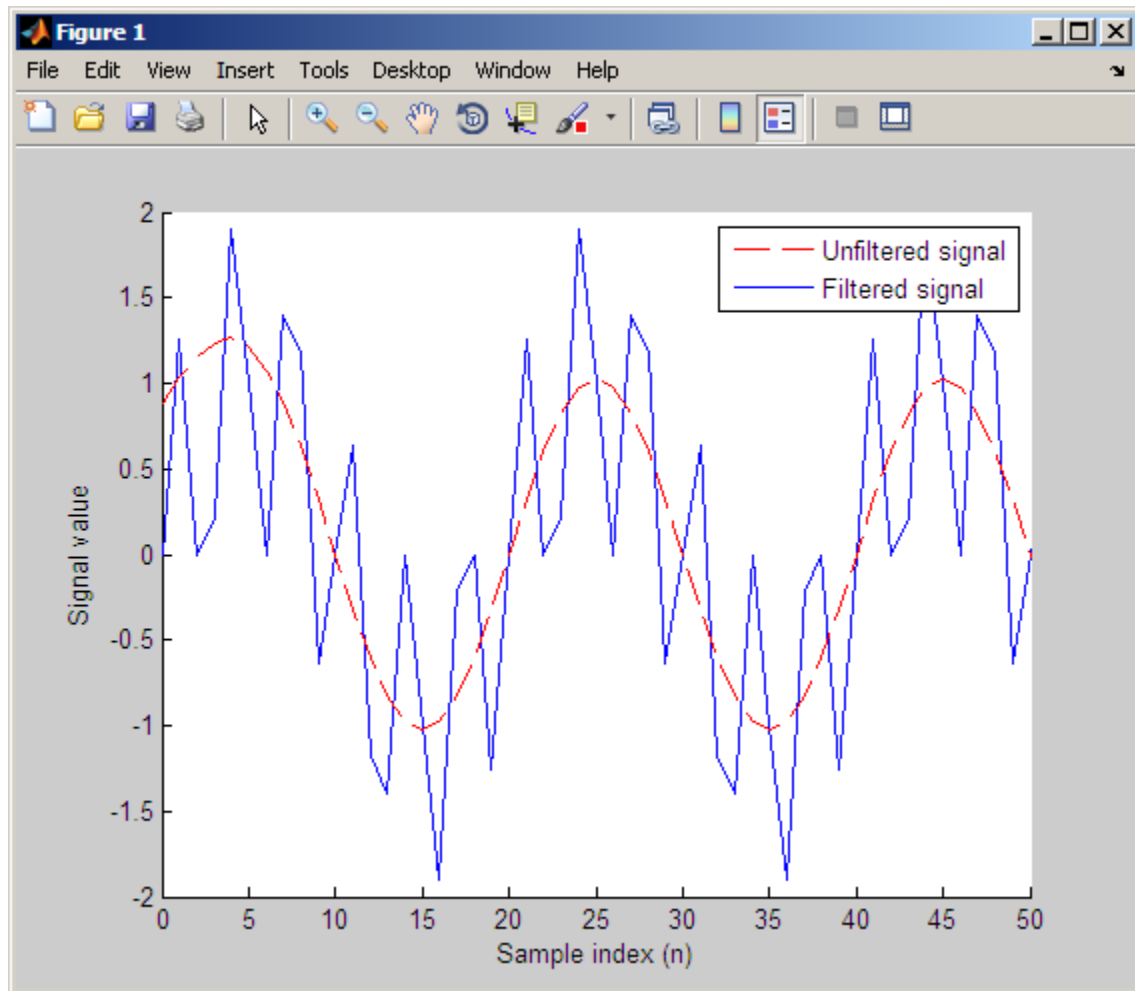 Figure 1
File Edit View Insert Tools Desktop Window Help
2
1.5
1
0.5
0
-0.5
-1
-1.5
-2
Signal value
Unfiltered signal
Filtered signal
0 5 10 15 20 25 30 35 40 45 50
Sample index (n)